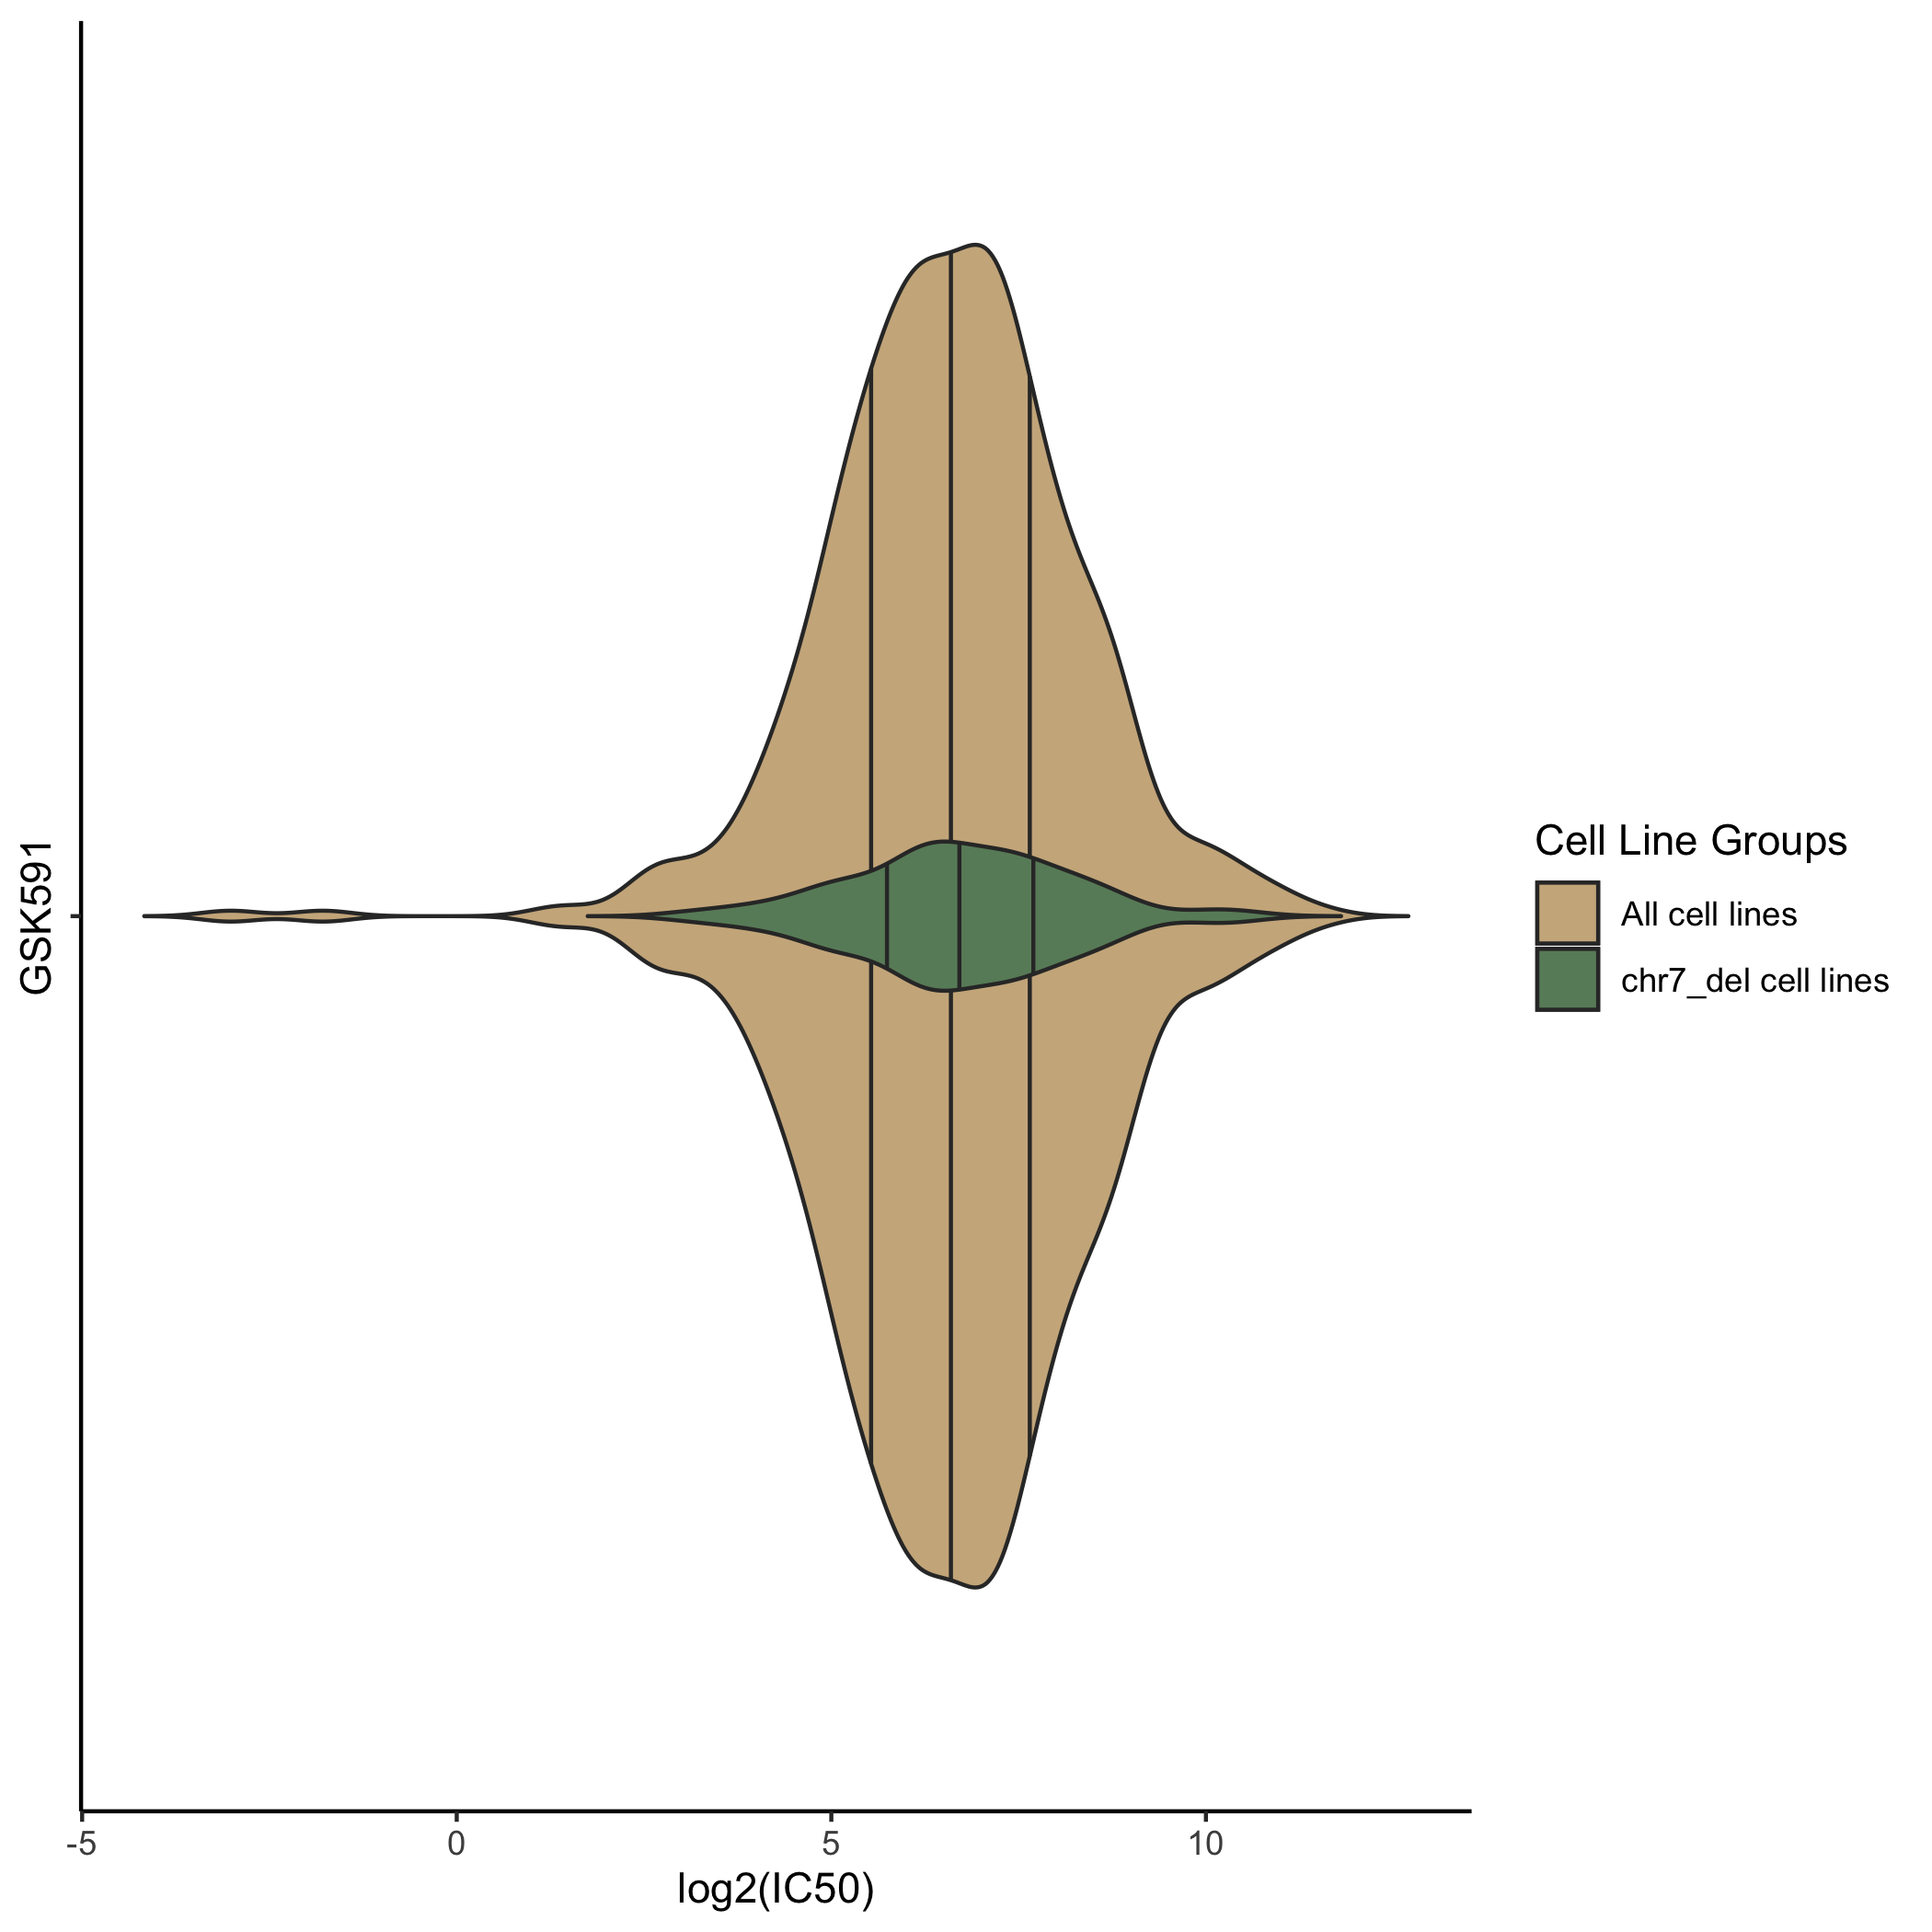 GSK591
-5
0
5
10
log2(IC50)
Cell Line Groups
All cell lines
chr7_del cell lines